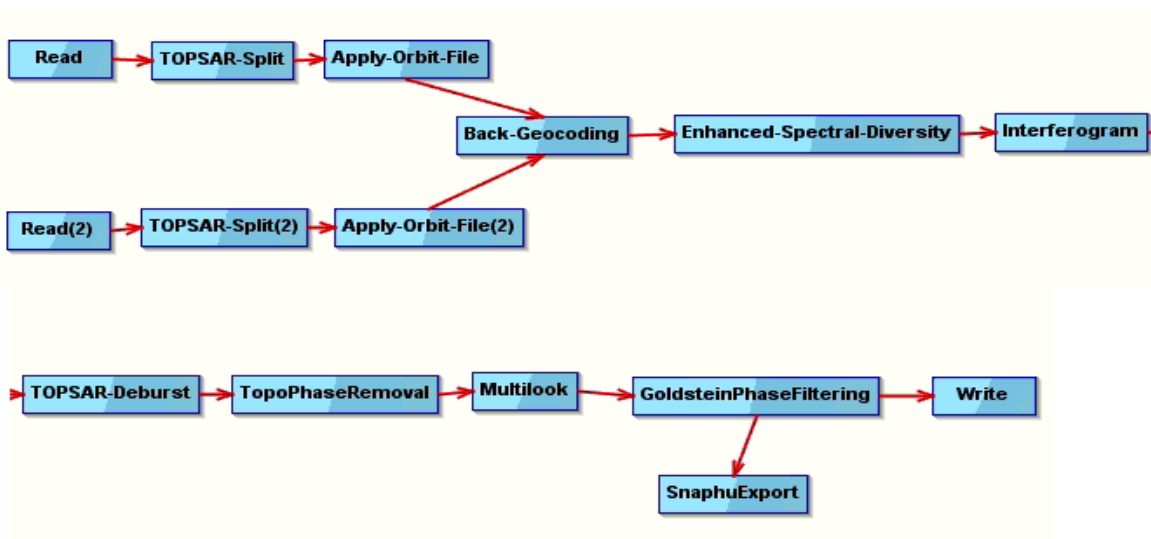 Read
TOPSAR-Split
Apply-Orbit-File
Back-Geocoding
Enhanced-Spectral-Diversity
Interferogram
Read(2)
TOPSAR-Split(2)
Apply-Orbit-File(2)
TOPSAR-Deburst
TopoPhaseRemoval
Multilook
GoldsteinPhaseFiltering
Write
SnaphuExport